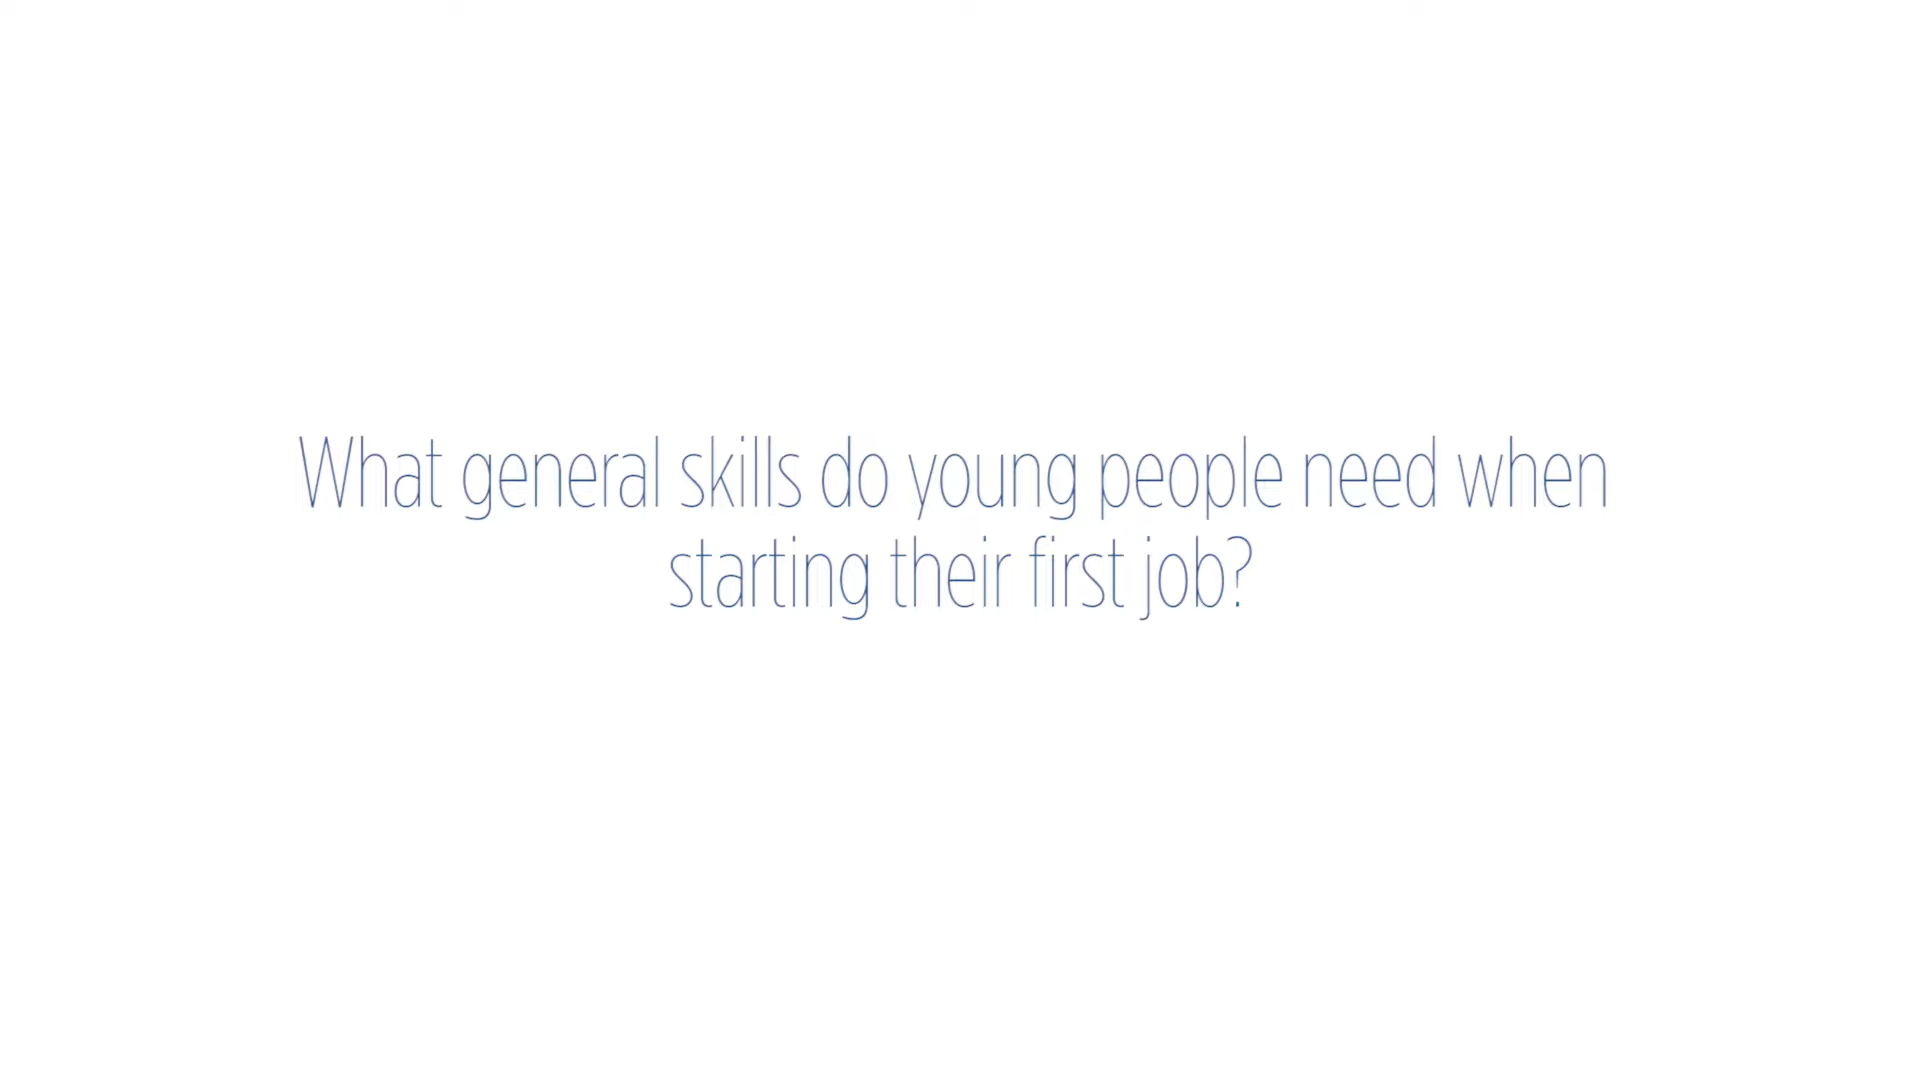 What general skills do young people need when
starting their first job?